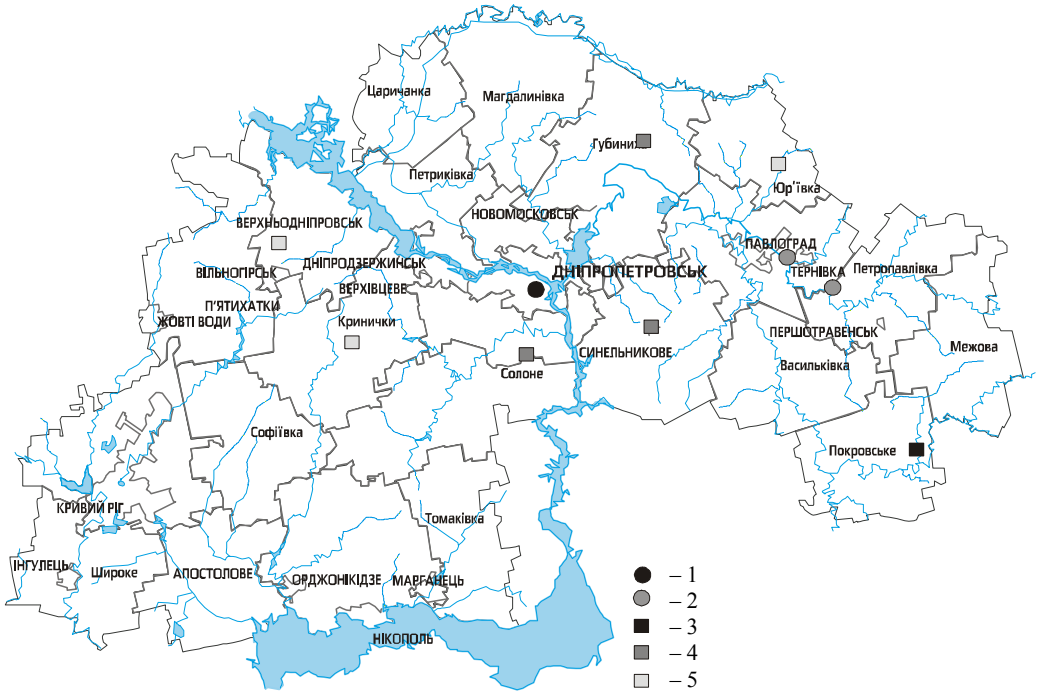 Царичанка
Магдалинівка
Губиниха
Петриківка
Юр'ївка
НОВОМОСКОВСЬК
ВЕРХНЬОДНІПРОВСЬК
ПАВЛОГРАД
ДНІПРОДЗЕРЖИНСЬК
ДНІПРОПЕТРОВСЬК
ТЕРНІВКА
Петропавлівка
ВІЛЬНОГІРСЬК
ВЕРХІВЦЕВЕ
П'ЯТИХАТКИ
ЖОВТІ ВОДИ
Кринички
ПЕРШОТРАВЕНСЬК
Межова
СИНЕЛЬНИКОВЕ
Солоне
Васильківка
Софіївка
Покровське
КРИВИЙ РІГ
Томаківка
ІНГУЛЕЦЬ
Широке
АПОСТОЛОВЕ
ОРДЖОНІКІДЗЕ
МАРГАНЕЦЬ
НІКОПОЛЬ
– 1
– 2
– 3
– 4
– 5